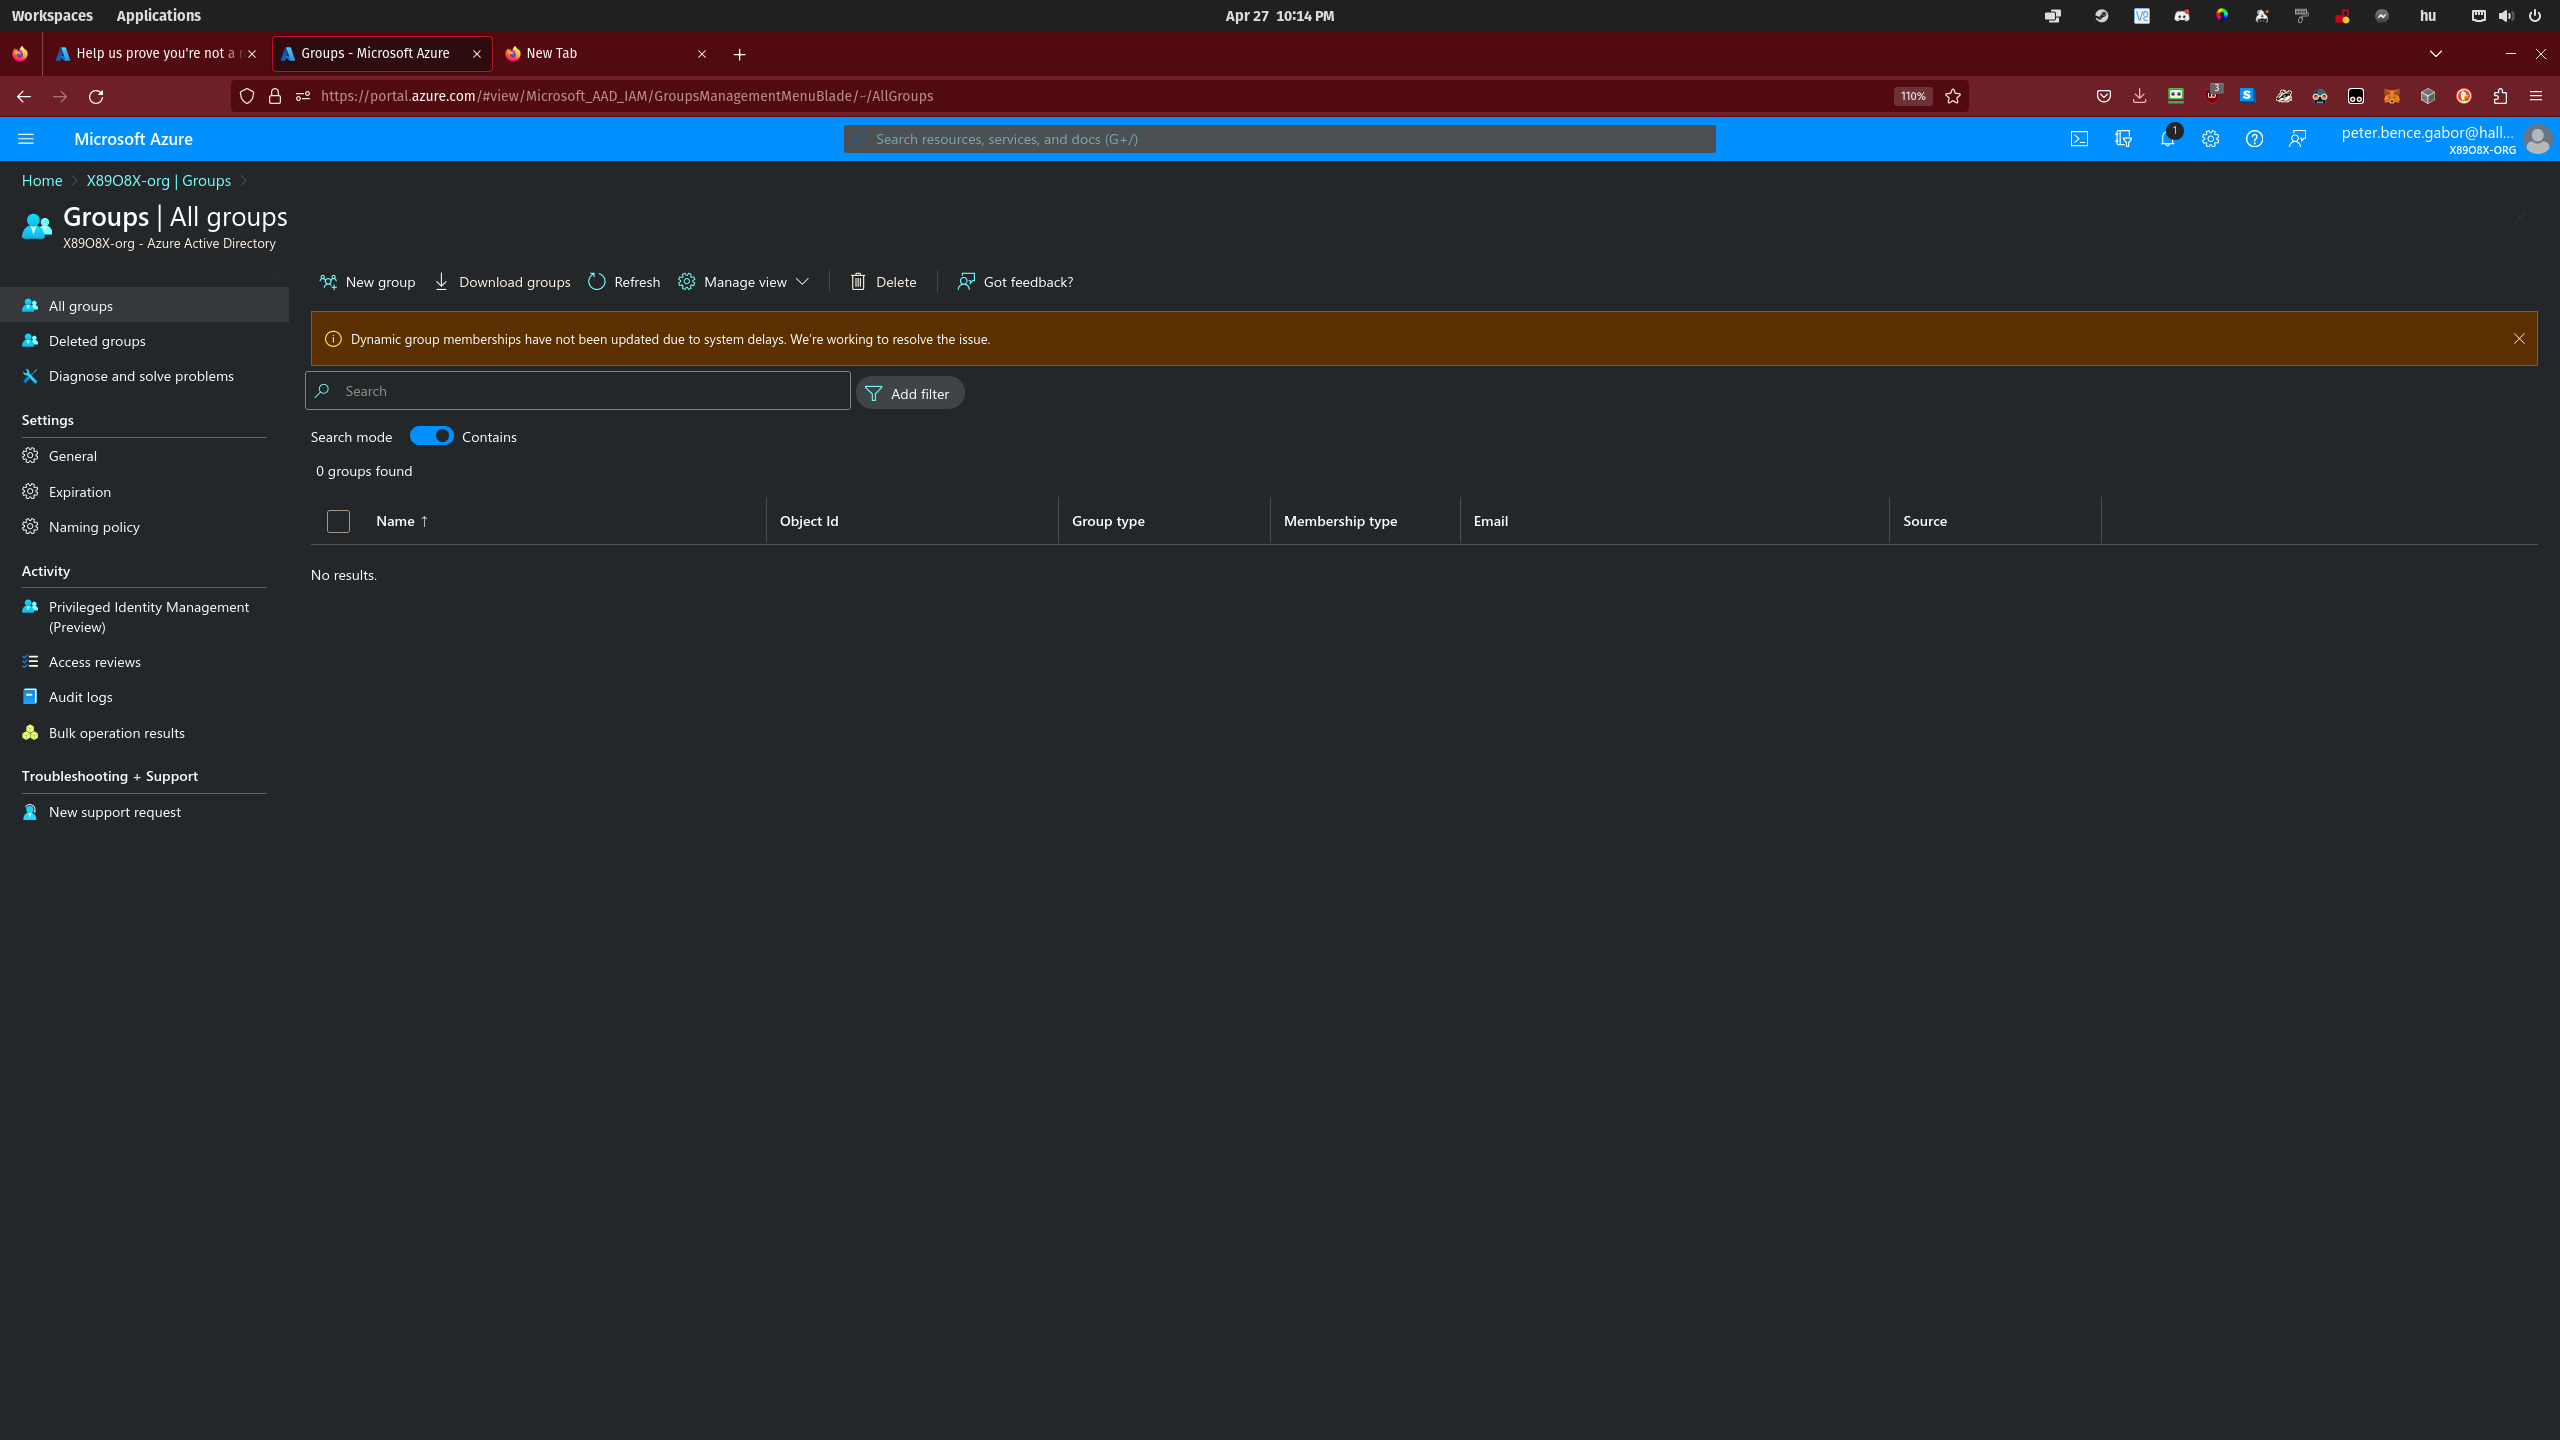 Workspaces Applications Apr 27 10:14 PM hu
Help us prove you're not a r Groups - Microsoft Azure New Tab
https://portal.azure.com/#view/Microsoft_AAD_IAM/GroupsManagementMenuBlade/~/AllGroups 110% 3
Microsoft Azure Search resources, services, and docs (G+/) 1 peter.bence.gabor@hall...
X89O8X-ORG
Home X89O8X-org | Groups
Groups | All groups
X89O8X-org - Azure Active Directory
New group Download groups Refresh Manage view Delete Got feedback?
All groups
Deleted groups
Diagnose and solve problems
Settings
General
Expiration
Naming policy
Activity
Privileged Identity Management
(Preview)
Access reviews
Audit logs
Bulk operation results
Troubleshooting + Support
New support request
Dynamic group memberships have not been updated due to system delays. We're working to resolve the issue.
Search Add filter
Search mode Contains
0 groups found
Name ↑ Object Id Group type Membership type Email Source
No results.